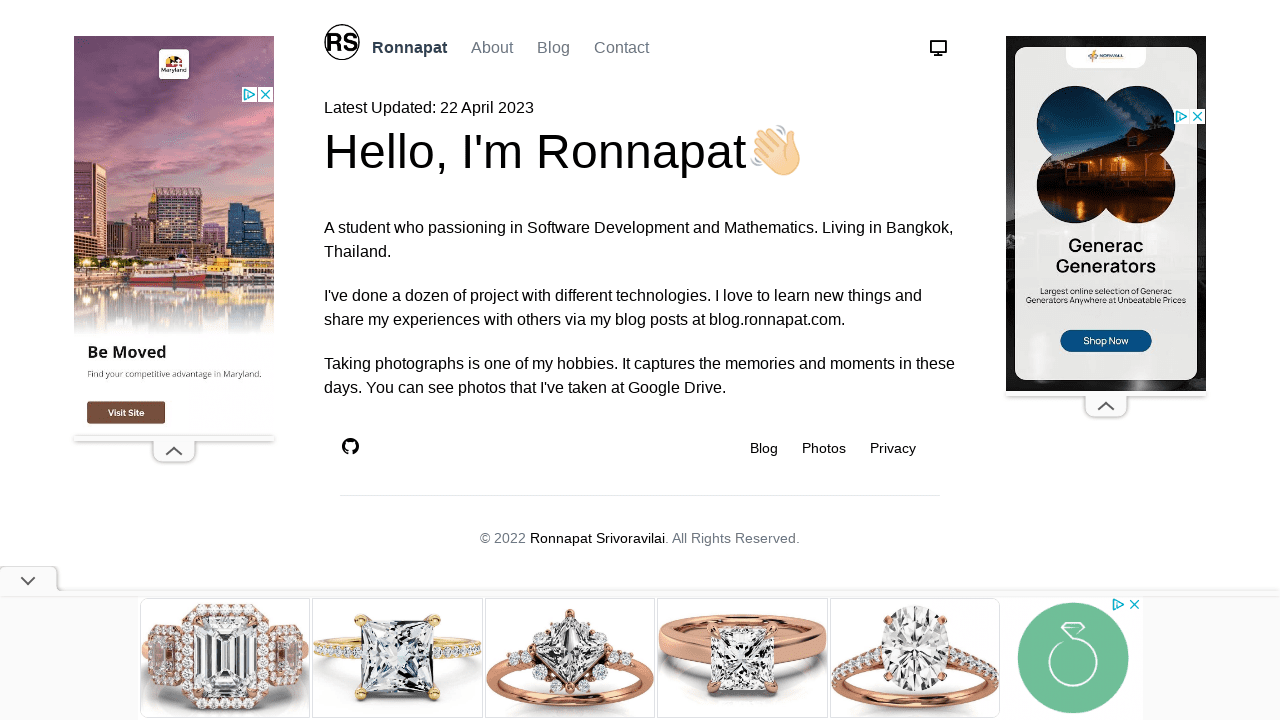 Maryland
Be Moved
Find your competitive advantage in Maryland.
Visit Site
RS
Ronnapat About Blog Contact
Latest Updated: 22 April 2023
Hello, I'm Ronnapat👋
A student who passioning in Software Development and Mathematics. Living in Bangkok,
Thailand.
I've done a dozen of project with different technologies. I love to learn new things and
share my experiences with others via my blog posts at blog.ronnapat.com.
Taking photographs is one of my hobbies. It captures the memories and moments in these
days. You can see photos that I've taken at Google Drive.
Blog Photos Privacy
© 2022 Ronnapat Srivoravilai. All Rights Reserved.
NORWALL
Generac
Generators
Largest online selection of Generac
Generators Anywhere at Unbeatable Prices
Shop Now